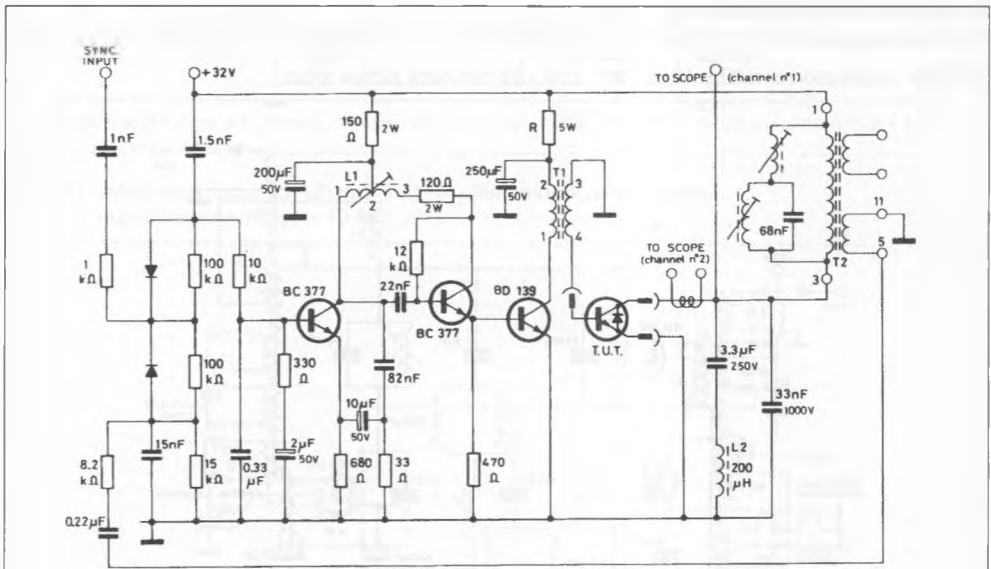 SYNC.
INPUT
+32V
TO SCOPE (channel n°1)
1
1nF
1.5nF
150
Ω
2W
R
5W
200µF
50V
L1
1
2
3
120Ω
2W
250µF
50V
T1
2
3
1
4
68nF
11
5
T2
3
1
kΩ
100
kΩ
10
kΩ
12
kΩ
22nF
BC 377
BC 377
BD 139
TO SCOPE
(channel n°2)
T.U.T.
100
kΩ
330
Ω
82nF
3.3µF
250V
33nF
1000V
10µF
50V
8.2
kΩ
15nF
15
kΩ
0.33
µF
2µF
50V
680
Ω
33
Ω
470
Ω
L2
200
µH
0.22µF